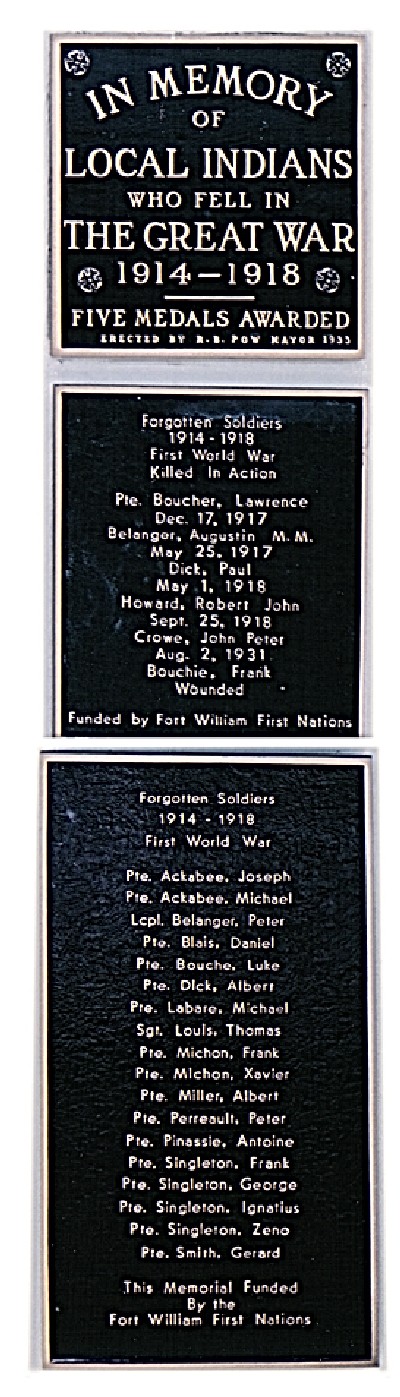 IN MEMORY
OF
LOCAL INDIANS
WHO FELL IN
THE GREAT WAR
1914—1918
FIVE MEDALS AWARDED
ERECTED BY R.B. POW MAYOR 1933
Forgotten Soldiers
1914 - 1918
First World War
Killed In Action
Pte. Boucher, Lawrence
Dec. 17, 1917
Belanger, Augustin M.M.
May 25, 1917
Dick, Paul
May 1, 1918
Howard, Robert John
Sept. 25, 1918
Crowe, John Peter
Aug. 2, 1931
Bouchie, Frank
Wounded
Funded by Fort William First Nations
Forgotten Soldiers
1914 - 1918
First World War
Pte. Ackabee, Joseph
Pte. Ackabee, Michael
Lcpl. Belanger, Peter
Pte. Blais, Daniel
Pte. Bouche, Luke
Pte. Dick, Albert
Pte. Labare, Michael
Sgt. Louis, Thomas
Pte. Michon, Frank
Pte. Michon, Xavier
Pte. Miller, Albert
Pte. Perreault, Peter
Pte. Pinassie, Antoine
Pte. Singleton, Frank
Pte. Singleton, George
Pte. Singleton, Ignatius
Pte. Singleton, Zeno
Pte. Smith, Gerard
This Memorial Funded
By the
Fort William First Nations